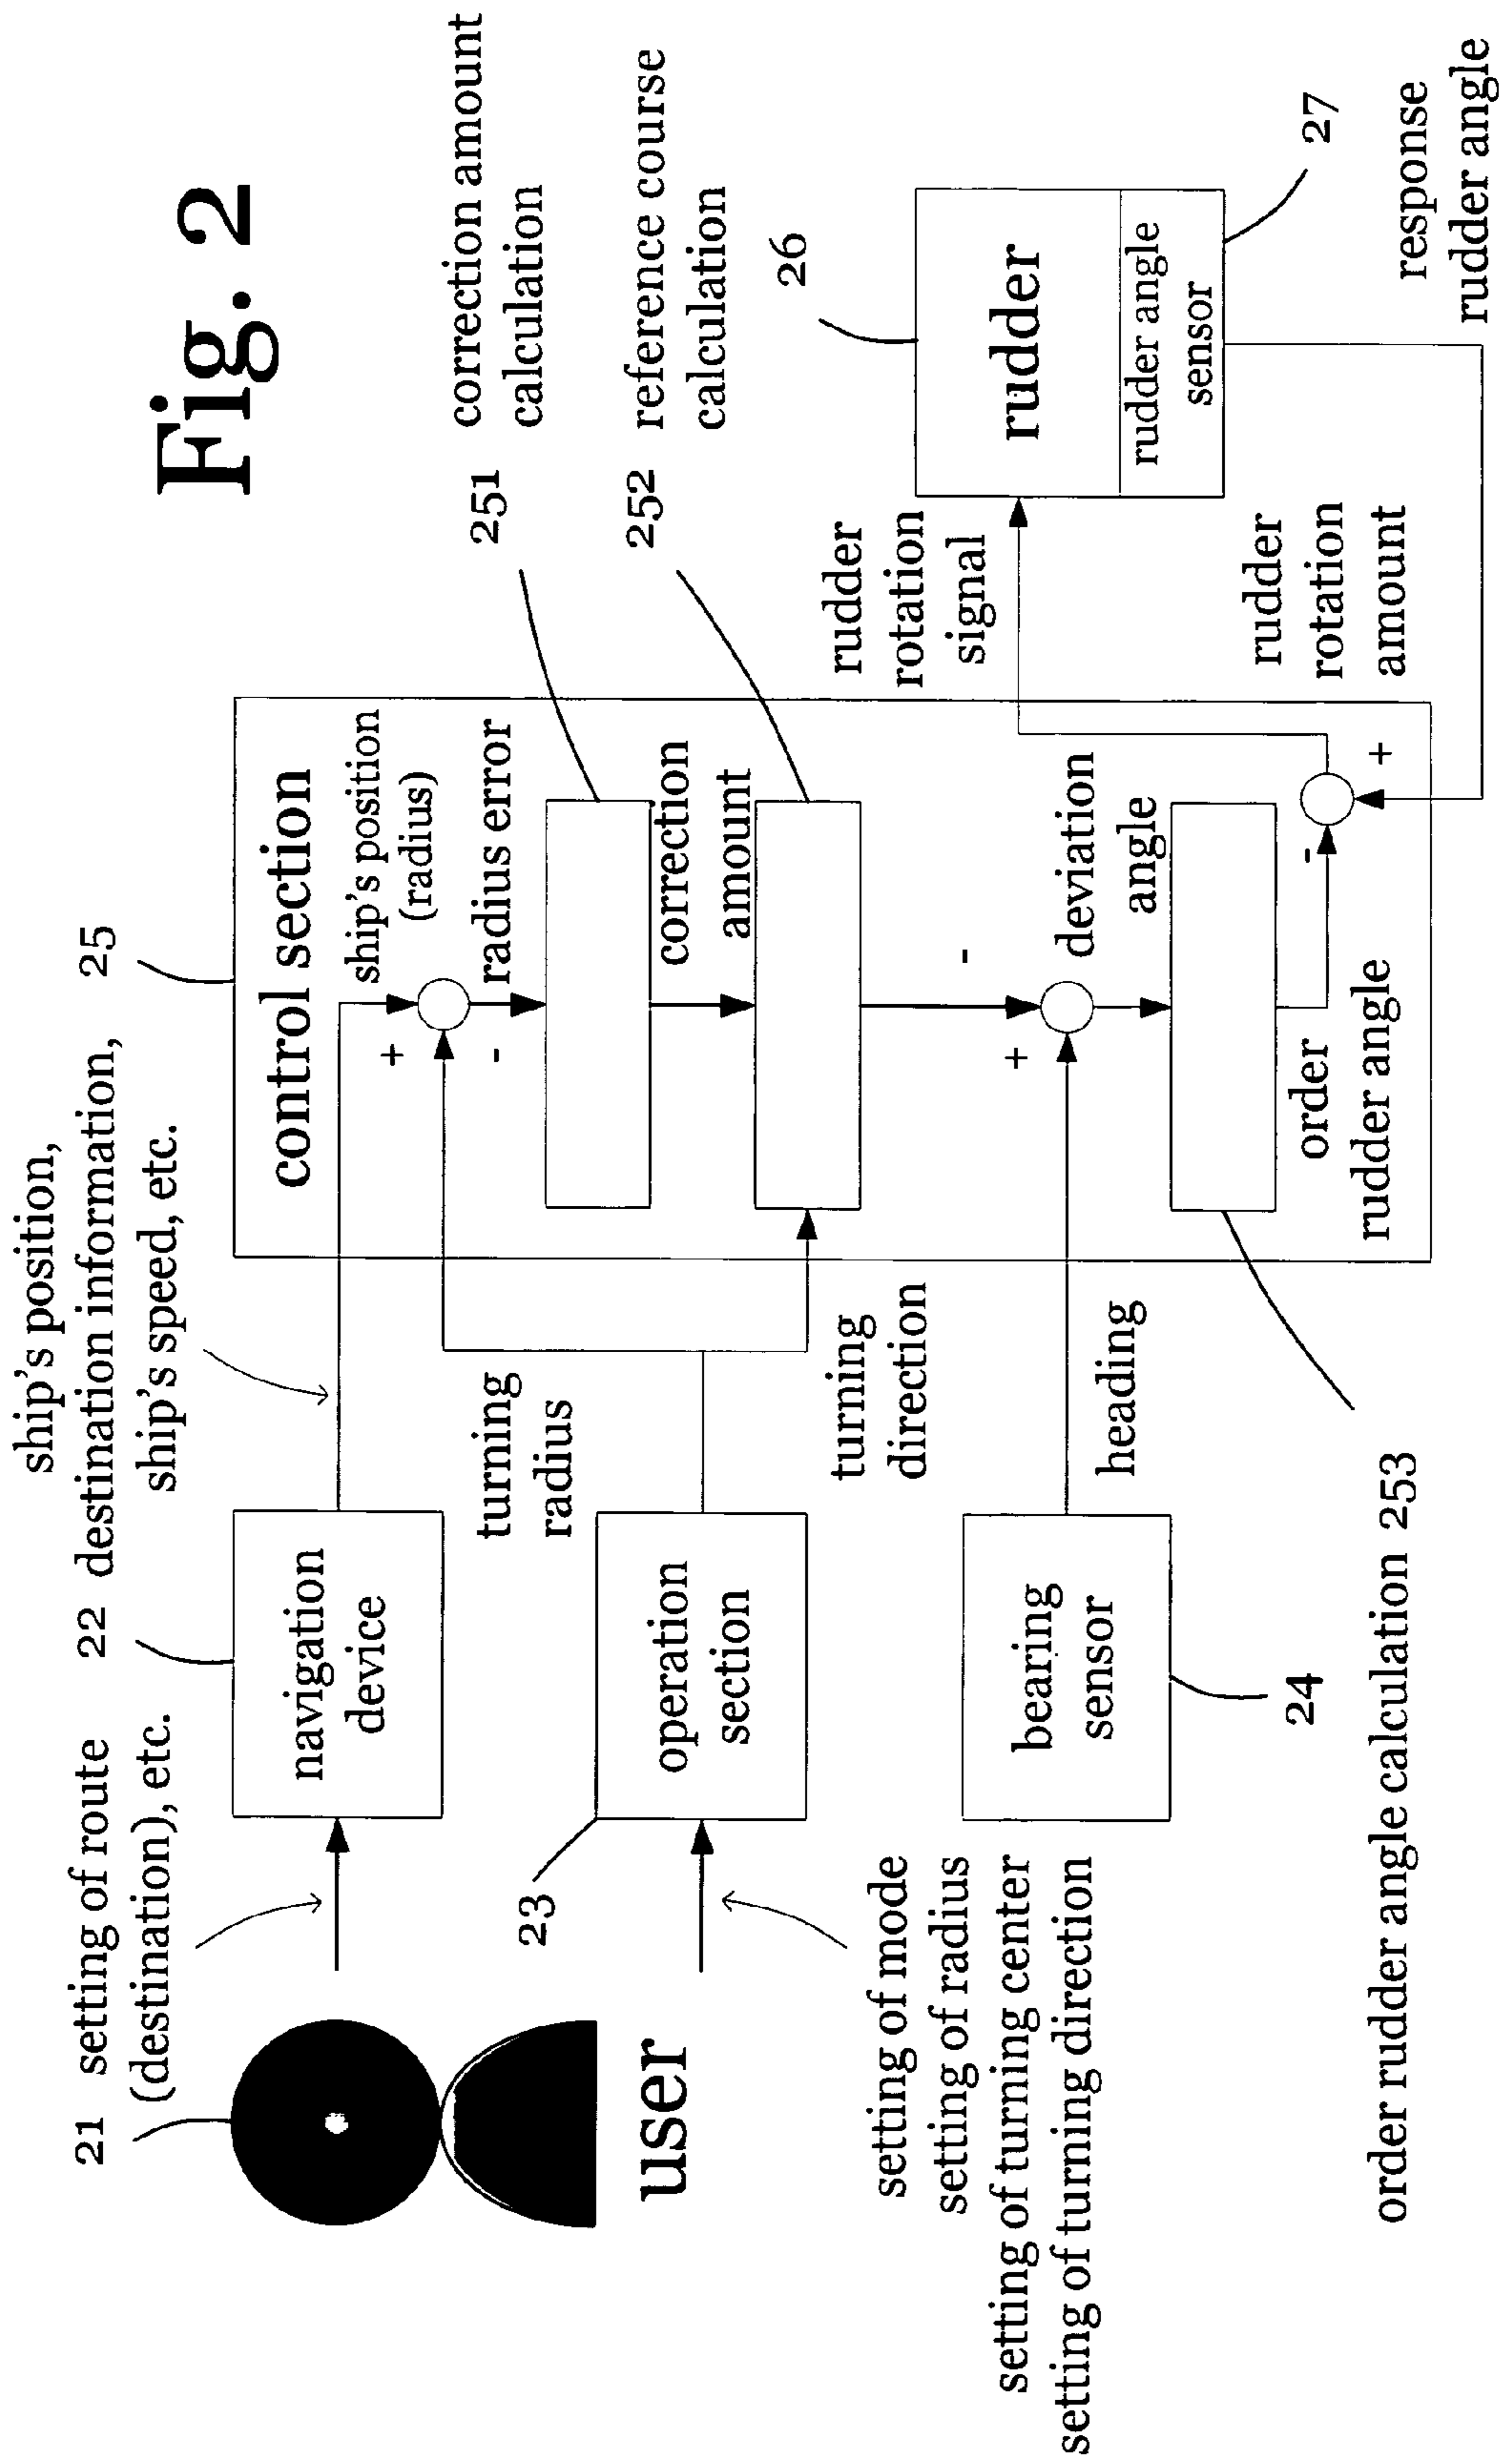 Fig. 2
21
setting of route
(destination), etc.
22
ship's position,
destination information,
ship's speed, etc.
25
navigation
device
control section
ship's position
(radius)
+
-
radius error
251
correction amount
calculation
turning
radius
23
operation
section
user
correction
amount
252
reference course
calculation
turning
direction
setting of mode
setting of radius
setting of turning center
setting of turning direction
bearing
sensor
24
heading
+
-
deviation
angle
rudder
rotation
signal
26
rudder
rudder angle
sensor
27
order
rudder angle
-
+
rudder
rotation
amount
response
rudder angle
order rudder angle calculation 253